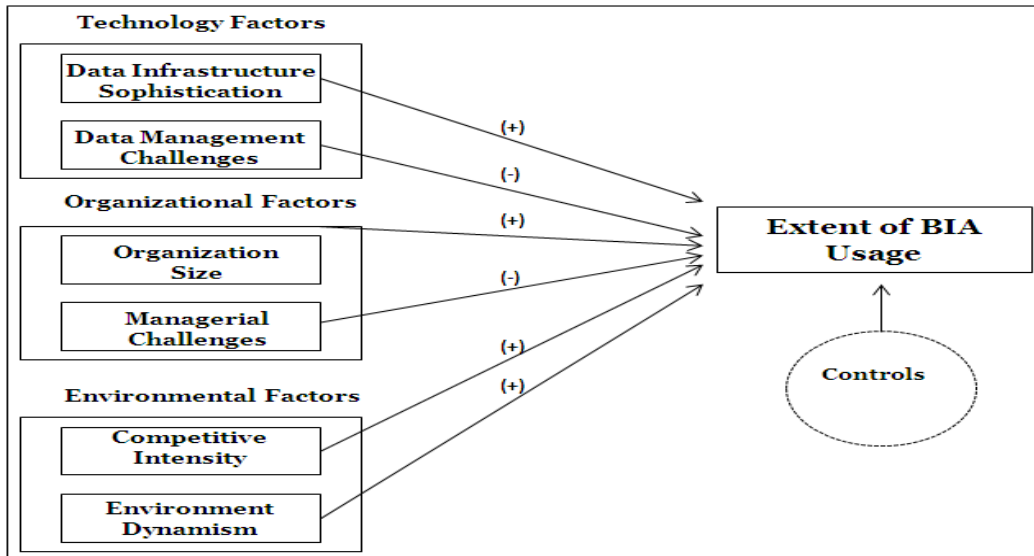 Technology Factors
Data Infrastructure
Sophistication
(+)
Data Management
Challenges
(-)
Organizational Factors
(+)
Extent of BIA
Usage
Organization
Size
(-)
Managerial
Challenges
(+)
Controls
(+)
Environmental Factors
Competitive
Intensity
Environment
Dynamism